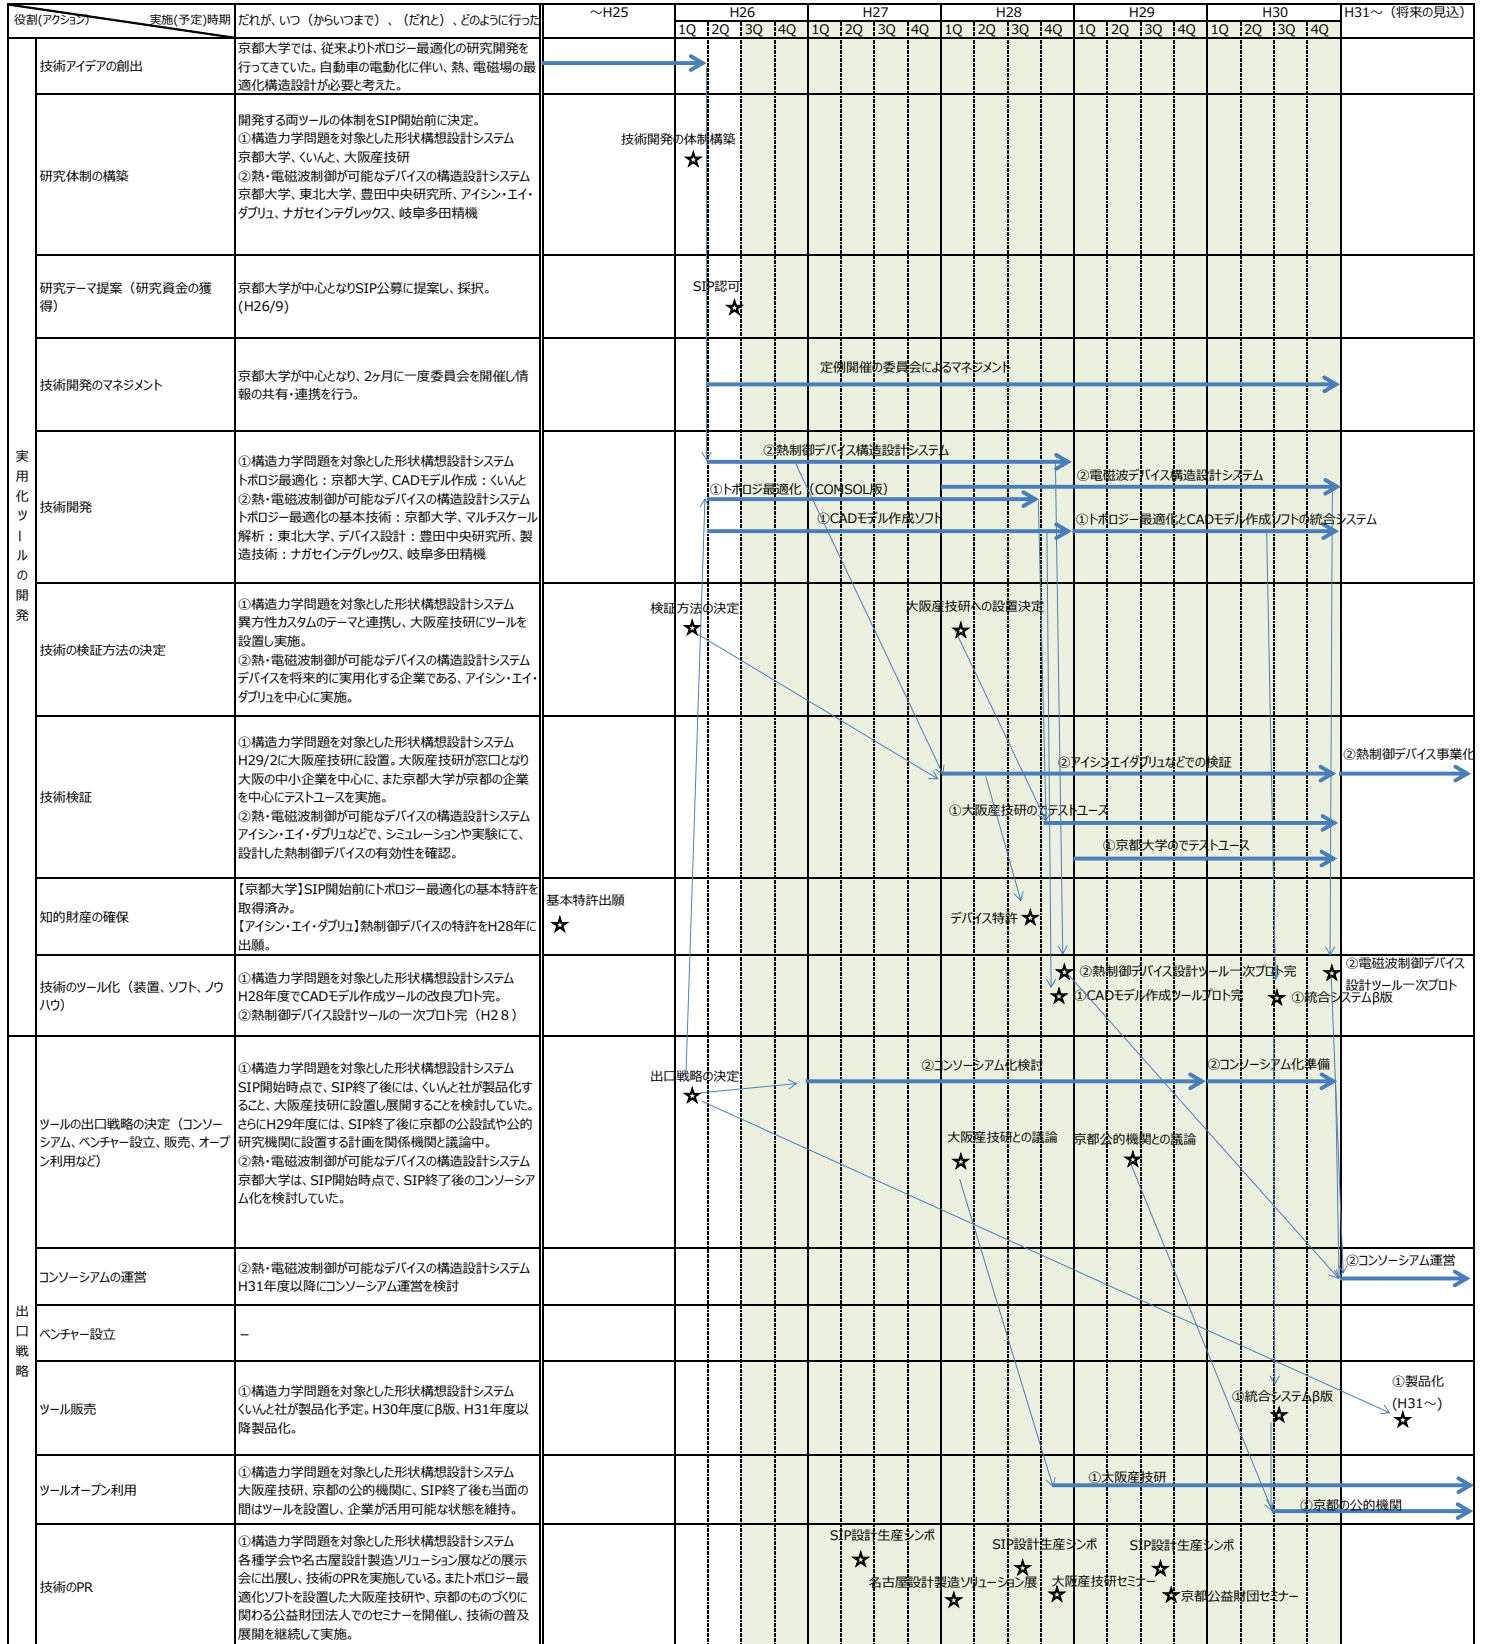 役割(アクション) 実施(予定)時期 だれが、いつ（からいつまで）、（だれと）、どのように行った ～H25 H26 H27 H28 H29 H30 H31～（将来の見込）
1Q 2Q 3Q 4Q 1Q 2Q 3Q 4Q 1Q 2Q 3Q 4Q 1Q 2Q 3Q 4Q 1Q 2Q 3Q 4Q
実用化ツールの開発
技術アイデアの創出
京都大学では、従来よりトポロジー最適化の研究開発を
行ってきていた。自動車の電動化に伴い、熱、電磁場の最
適化構造設計が必要と考えた。
研究体制の構築
開発する両ツールの体制をSIP開始前に決定。
①構造力学問題を対象とした形状構想設計システム
京都大学、くいんと、大阪産技研
②熱・電磁波制御が可能なデバイスの構造設計システム
京都大学、東北大学、豊田中央研究所、アイシン・エイ・
ダブリュ、ナガセインテグレックス、岐阜多田精機
技術開発の体制構築
研究テーマ提案（研究資金の獲
得）
京都大学が中心となりSIP公募に提案し、採択。
(H26/9)
SIP認可
技術開発のマネジメント
京都大学が中心となり、2ヶ月に一度委員会を開催し情
報の共有・連携を行う。
定例開催の委員会によるマネジメント
技術開発
①構造力学問題を対象とした形状構想設計システム
トポロジ最適化：京都大学、CADモデル作成：くいんと
②熱・電磁波制御が可能なデバイスの構造設計システム
トポロジー最適化の基本技術：京都大学、マルチスケール
解析：東北大学、デバイス設計：豊田中央研究所、製
造技術：ナガセインテグレックス、岐阜多田精機
②熱制御デバイス構造設計システム
②電磁波デバイス構造設計システム
①トポロジ最適化（COMSOL版）
①CADモデル作成ソフト
①トポロジー最適化とCADモデル作成ソフトの統合システム
技術の検証方法の決定
①構造力学問題を対象とした形状構想設計システム
異方性カスタムのテーマと連携し、大阪産技研にツールを
設置し実施。
②熱・電磁波制御が可能なデバイスの構造設計システム
デバイスを将来的に実用化する企業である、アイシン・エイ・
ダブリュを中心に実施。
検証方法の決定
大阪産技研への設置決定
技術検証
①構造力学問題を対象とした形状構想設計システム
H29/2に大阪産技研に設置。大阪産技研が窓口となり
大阪の中小企業を中心に、また京都大学が京都の企業
を中心にテストユースを実施。
②熱・電磁波制御が可能なデバイスの構造設計システム
アイシン・エイ・ダブリュなどで、シミュレーションや実験にて、
設計した熱制御デバイスの有効性を確認。
②アイシンエイダブリュなどでの検証
②熱制御デバイス事業化
①大阪産技研のでテストユース
①京都大学のでテストユース
知的財産の確保
【京都大学】SIP開始前にトポロジー最適化の基本特許を
取得済み。
【アイシン・エイ・ダブリュ】熱制御デバイスの特許をH28年に
出願。
基本特許出願
デバイス特許
技術のツール化（装置、ソフト、ノウ
ハウ）
①構造力学問題を対象とした形状構想設計システム
H28年度でCADモデル作成ツールの改良プロト完。
②熱制御デバイス設計ツールの一次プロト完（H２８）
②熱制御デバイス設計ツール一次プロト完
①CADモデル作成ツールプロト完
②電磁波制御デバイス
設計ツール一次プロト
①統合システムβ版
出口戦略
ツールの出口戦略の決定（コンソー
シアム、ベンチャー設立、販売、オープ
ン利用など）
①構造力学問題を対象とした形状構想設計システム
SIP開始時点で、SIP終了後には、くいんと社が製品化す
ること、大阪産技研に設置し展開することを検討していた。
さらにH29年度には、SIP終了後に京都の公設試や公的
研究機関に設置する計画を関係機関と議論中。
②熱・電磁波制御が可能なデバイスの構造設計システム
京都大学は、SIP開始時点で、SIP終了後のコンソーシア
ム化を検討していた。
出口戦略の決定
②コンソーシアム化検討
②コンソーシアム化準備
大阪産技研との議論
京都公的機関との議論
コンソーシアムの運営
②熱・電磁波制御が可能なデバイスの構造設計システム
H31年度以降にコンソーシアム運営を検討
②コンソーシアム運営
ベンチャー設立
－
ツール販売
①構造力学問題を対象とした形状構想設計システム
くいんと社が製品化予定。H30年度にβ版、H31年度以
降製品化。
①統合システムβ版
①製品化
(H31～)
ツールオープン利用
①構造力学問題を対象とした形状構想設計システム
大阪産技研、京都の公的機関に、SIP終了後も当面の
間はツールを設置し、企業が活用可能な状態を維持。
①大阪産技研
①京都の公的機関
技術のPR
①構造力学問題を対象とした形状構想設計システム
各種学会や名古屋設計製造ソリューション展などの展示
会に出展し、技術のPRを実施している。またトポロジー最
適化ソフトを設置した大阪産技研や、京都のものづくりに
関わる公益財団法人でのセミナーを開催し、技術の普及
展開を継続して実施。
SIP設計生産シンポ
SIP設計生産シンポ
SIP設計生産シンポ
名古屋設計製造ソリューション展
大阪産技研セミナー
京都公益財団セミナー